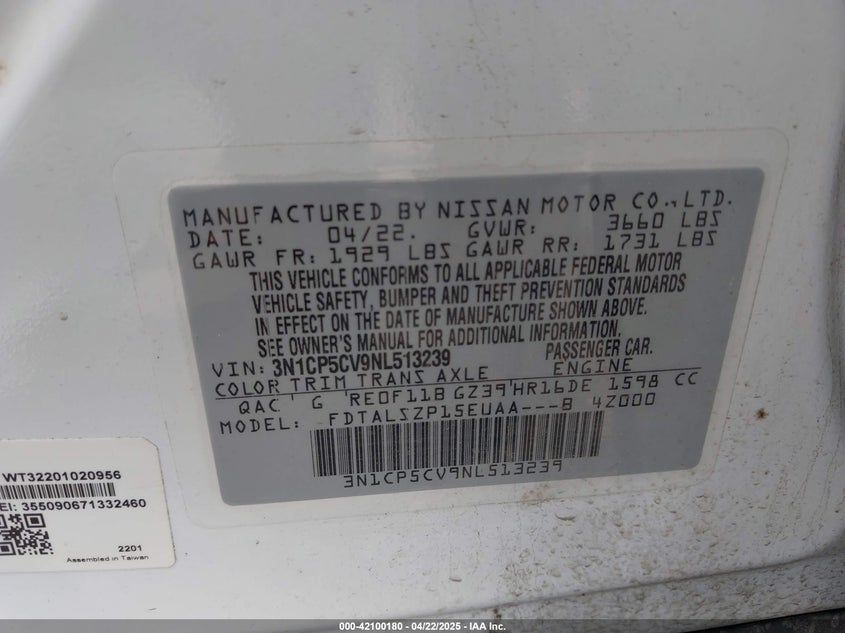 MANUFACTURED BY NISSAN MOTOR CO.,LTD.
DATE: 04/22. GVWR: 3660 LBS
GAWR FR: 1929 LBS GAWR RR: 1731 LBS
THIS VEHICLE CONFORMS TO ALL APPLICABLE FEDERAL MOTOR
VEHICLE SAFETY, BUMPER AND THEFT PREVENTION STANDARDS
IN EFFECT ON THE DATE OF MANUFACTURE SHOWN ABOVE.
SEE OWNER'S MANUAL FOR ADDITIONAL INFORMATION.
VIN: 3N1CP5CV9NL513239 PASSENGER CAR.
COLOR TRIM TRANS AXLE ENGINE
QAC G RE0F11B GZ39 HR16DE 1598 CC
MODEL: FDTALSZP15EUAA---B 4Z000
3N1CP5CV9NL513239
WT32201020956
EI: 355090671332460
2201
Assembled in Taiwan
000-42100180 - 04/22/2025 - IAA Inc.